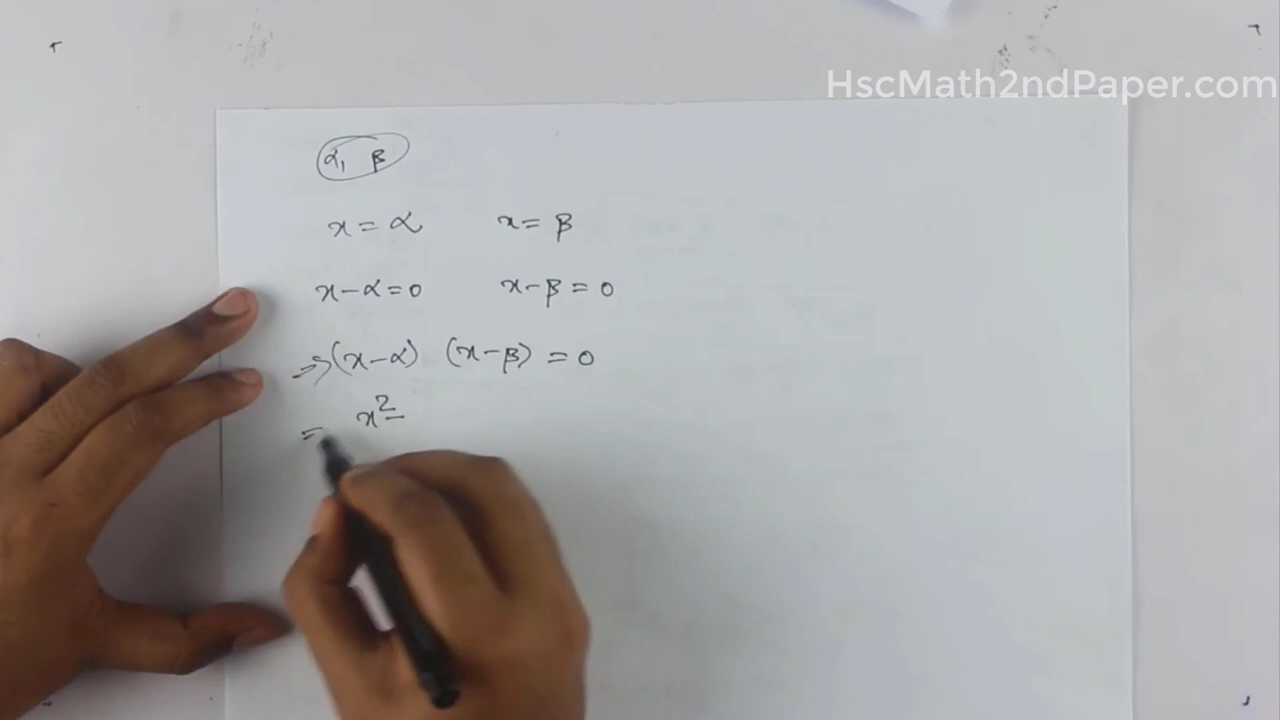 HscMath2ndPaper.com
α, β
x = α x = β
x - α = 0 x - β = 0
⇒ (x - α) (x - β) = 0
= x² -